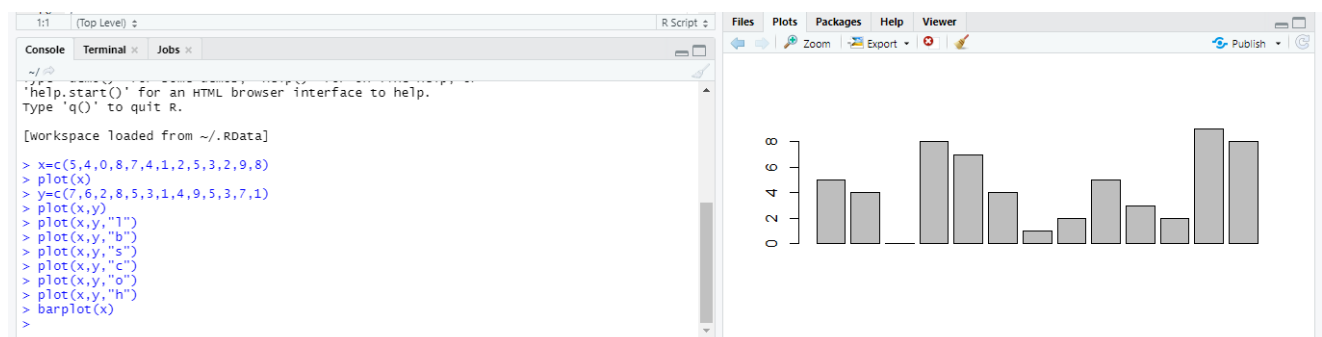 1:1 (Top Level) R Script
Console Terminal × Jobs ×
~/
'help.start()' for an HTML browser interface to help.
Type 'q()' to quit R.
[Workspace loaded from ~/.RData]
> x=c(5,4,0,8,7,4,1,2,5,3,2,9,8)
> plot(x)
> y=c(7,6,2,8,5,3,1,4,9,5,3,7,1)
> plot(x,y)
> plot(x,y,"l")
> plot(x,y,"b")
> plot(x,y,"s")
> plot(x,y,"c")
> plot(x,y,"o")
> plot(x,y,"h")
> barplot(x)
>
Files Plots Packages Help Viewer
Zoom Export Publish
8
6
4
2
0